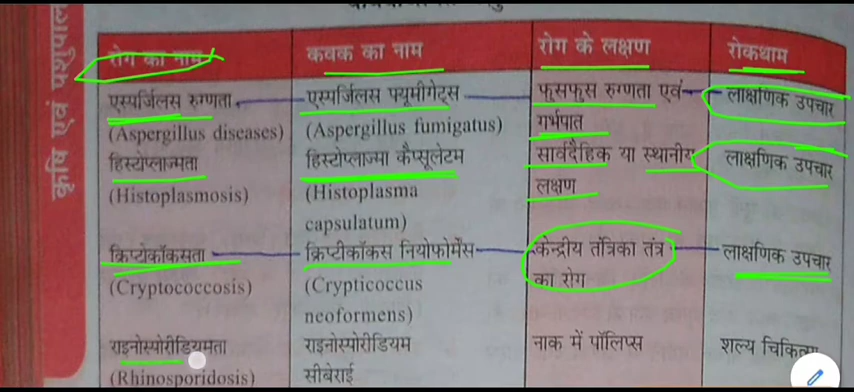 कृषि एवं पशुपाल
रोग का नाम कवक का नाम रोग के लक्षण रोकथाम
एस्पर्जिलस रुग्णता एस्पर्जिलस फ्यूमीगेट्स फुसफुस रुग्णता एवं लाक्षणिक उपचार
(Aspergillus diseases) (Aspergillus fumigatus) गर्भपात
हिस्टोप्लाज्मता हिस्टोप्लाज्मा कैप्सूलेटम सार्वदैहिक या स्थानीय लाक्षणिक उपचार
(Histoplasmosis) (Histoplasma लक्षण
capsulatum)
क्रिप्टोकॉकसता क्रिप्टीकॉकस नियोफोर्मेंस केन्द्रीय तंत्रिका तंत्र लाक्षणिक उपचार
(Cryptococcosis) (Crypticoccus का रोग
neoformens)
राइनोस्पोरीडियमता राइनोस्पोरीडियम नाक में पॉलिप्स शल्य चिकित्सा
(Rhinosporidosis) सीबेराई